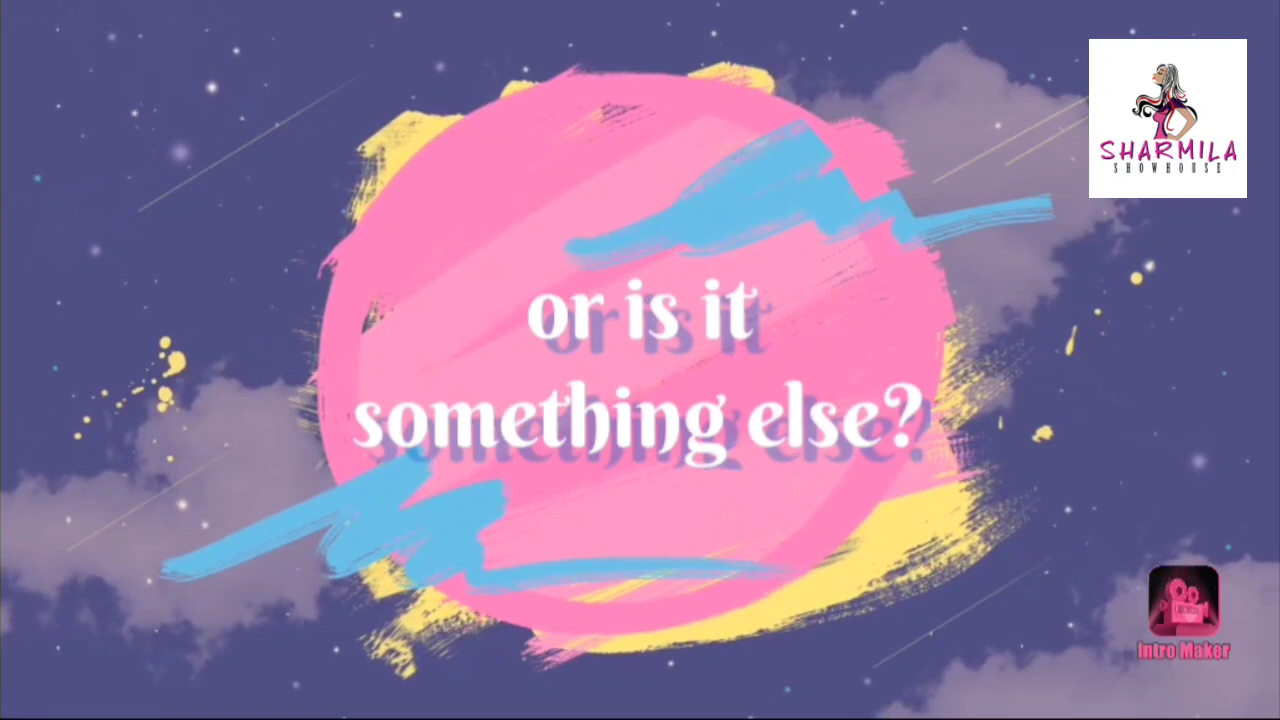 SHARMILA
SHOWHOUSE
or is it
something else?
Intro Maker